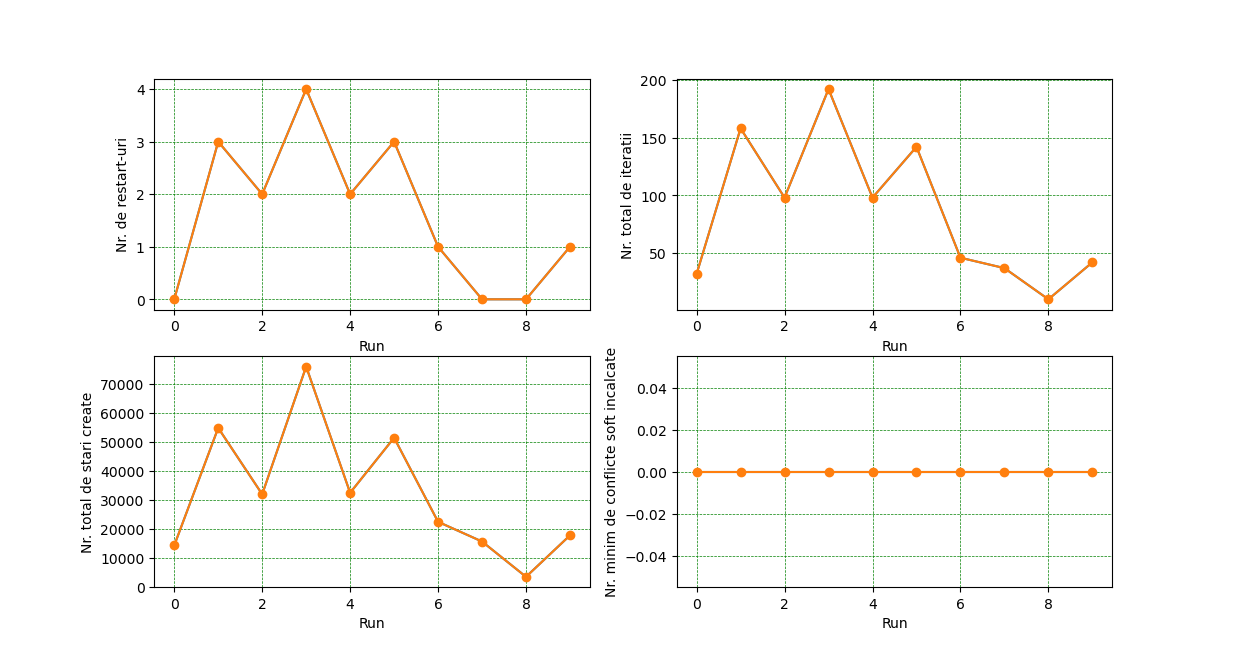 Nr. de restart-uri
4
3
2
1
0
0 2 4 6 8
Run
Nr. total de iteratii
200
150
100
50
0 2 4 6 8
Run
Nr. total de stari create
70000
60000
50000
40000
30000
20000
10000
0
0 2 4 6 8
Run
Nr. minim de conflicte soft incalcate
0.04
0.02
0.00
−0.02
−0.04
0 2 4 6 8
Run